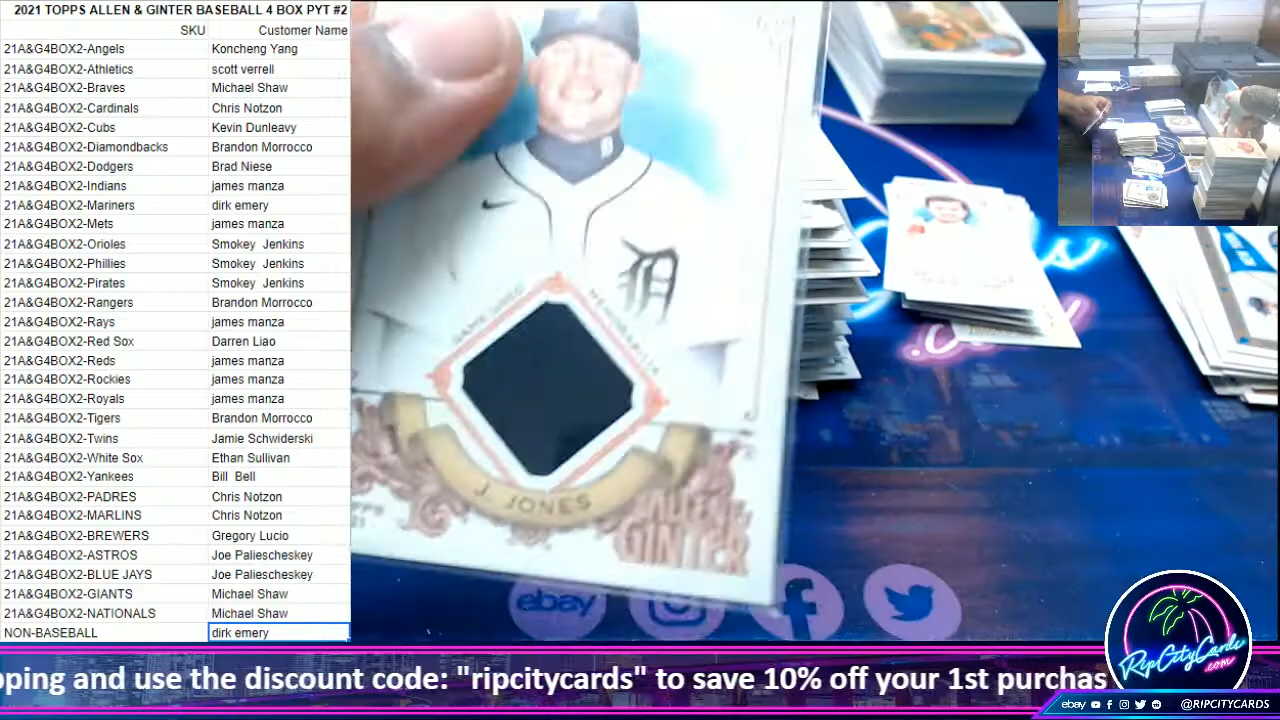 2021 TOPPS ALLEN & GINTER BASEBALL 4 BOX PYT #2
SKU Customer Name
21A&G4BOX2-Angels Koncheng Yang
21A&G4BOX2-Athletics scott verrell
21A&G4BOX2-Braves Michael Shaw
21A&G4BOX2-Cardinals Chris Notzon
21A&G4BOX2-Cubs Kevin Dunleavy
21A&G4BOX2-Diamondbacks Brandon Morrocco
21A&G4BOX2-Dodgers Brad Niese
21A&G4BOX2-Indians james manza
21A&G4BOX2-Mariners dirk emery
21A&G4BOX2-Mets james manza
21A&G4BOX2-Orioles Smokey Jenkins
21A&G4BOX2-Phillies Smokey Jenkins
21A&G4BOX2-Pirates Smokey Jenkins
21A&G4BOX2-Rangers Brandon Morrocco
21A&G4BOX2-Rays james manza
21A&G4BOX2-Red Sox Darren Liao
21A&G4BOX2-Reds james manza
21A&G4BOX2-Rockies james manza
21A&G4BOX2-Royals james manza
21A&G4BOX2-Tigers Brandon Morrocco
21A&G4BOX2-Twins Jamie Schwiderski
21A&G4BOX2-White Sox Ethan Sullivan
21A&G4BOX2-Yankees Bill Bell
21A&G4BOX2-PADRES Chris Notzon
21A&G4BOX2-MARLINS Chris Notzon
21A&G4BOX2-BREWERS Gregory Lucio
21A&G4BOX2-ASTROS Joe Paliescheskey
21A&G4BOX2-BLUE JAYS Joe Paliescheskey
21A&G4BOX2-GIANTS Michael Shaw
21A&G4BOX2-NATIONALS Michael Shaw
NON-BASEBALL dirk emery
D
J. JONES
ALLEN &
GINTER
ebay
RipCityCards
.com
pping and use the discount code: "ripcitycards" to save 10% off your 1st purchas
ebay @RIPCITYCARDS